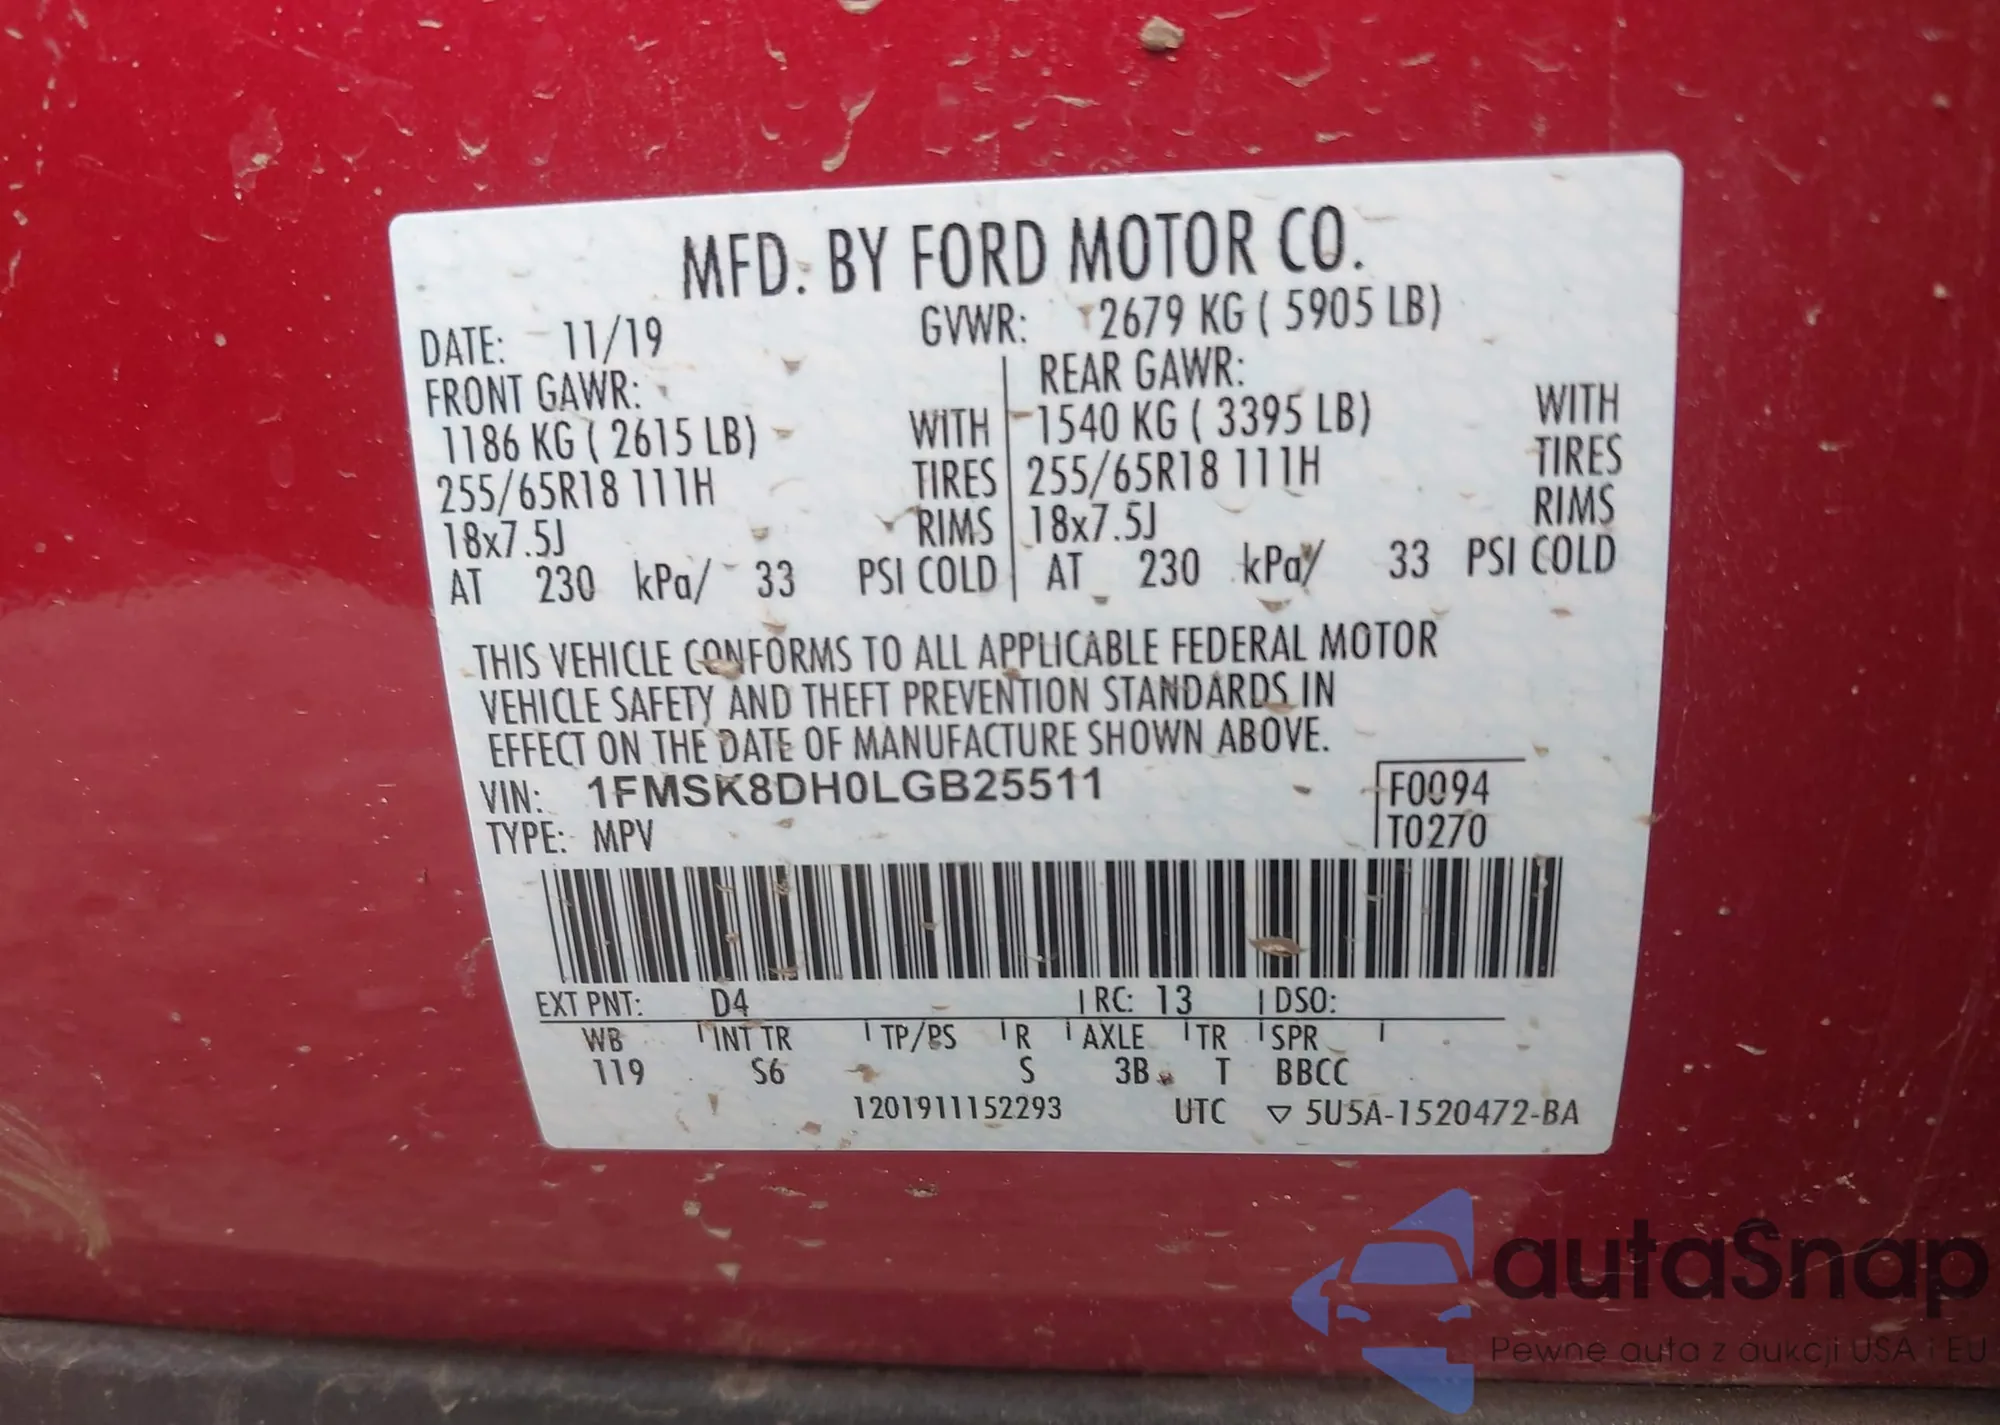 MFD. BY FORD MOTOR CO.
DATE: 11/19 GVWR: 2679 KG ( 5905 LB)
FRONT GAWR: REAR GAWR:
1186 KG ( 2615 LB) WITH 1540 KG ( 3395 LB) WITH
255/65R18 111H TIRES 255/65R18 111H TIRES
18x7.5J RIMS 18x7.5J RIMS
AT 230 kPa/ 33 PSI COLD AT 230 kPa/ 33 PSI COLD
THIS VEHICLE CONFORMS TO ALL APPLICABLE FEDERAL MOTOR
VEHICLE SAFETY AND THEFT PREVENTION STANDARDS IN
EFFECT ON THE DATE OF MANUFACTURE SHOWN ABOVE.
VIN: 1FMSK8DH0LGB25511 F0094
TYPE: MPV T0270
EXT PNT: D4 RC: 13 DSO:
WB INT TR TP/PS R AXLE TR SPR
119 S6 S 3B T BBCC
1201911152293 UTC ▽ 5U5A-1520472-BA
autaSnap
Pewne auta z aukcji USA i EU